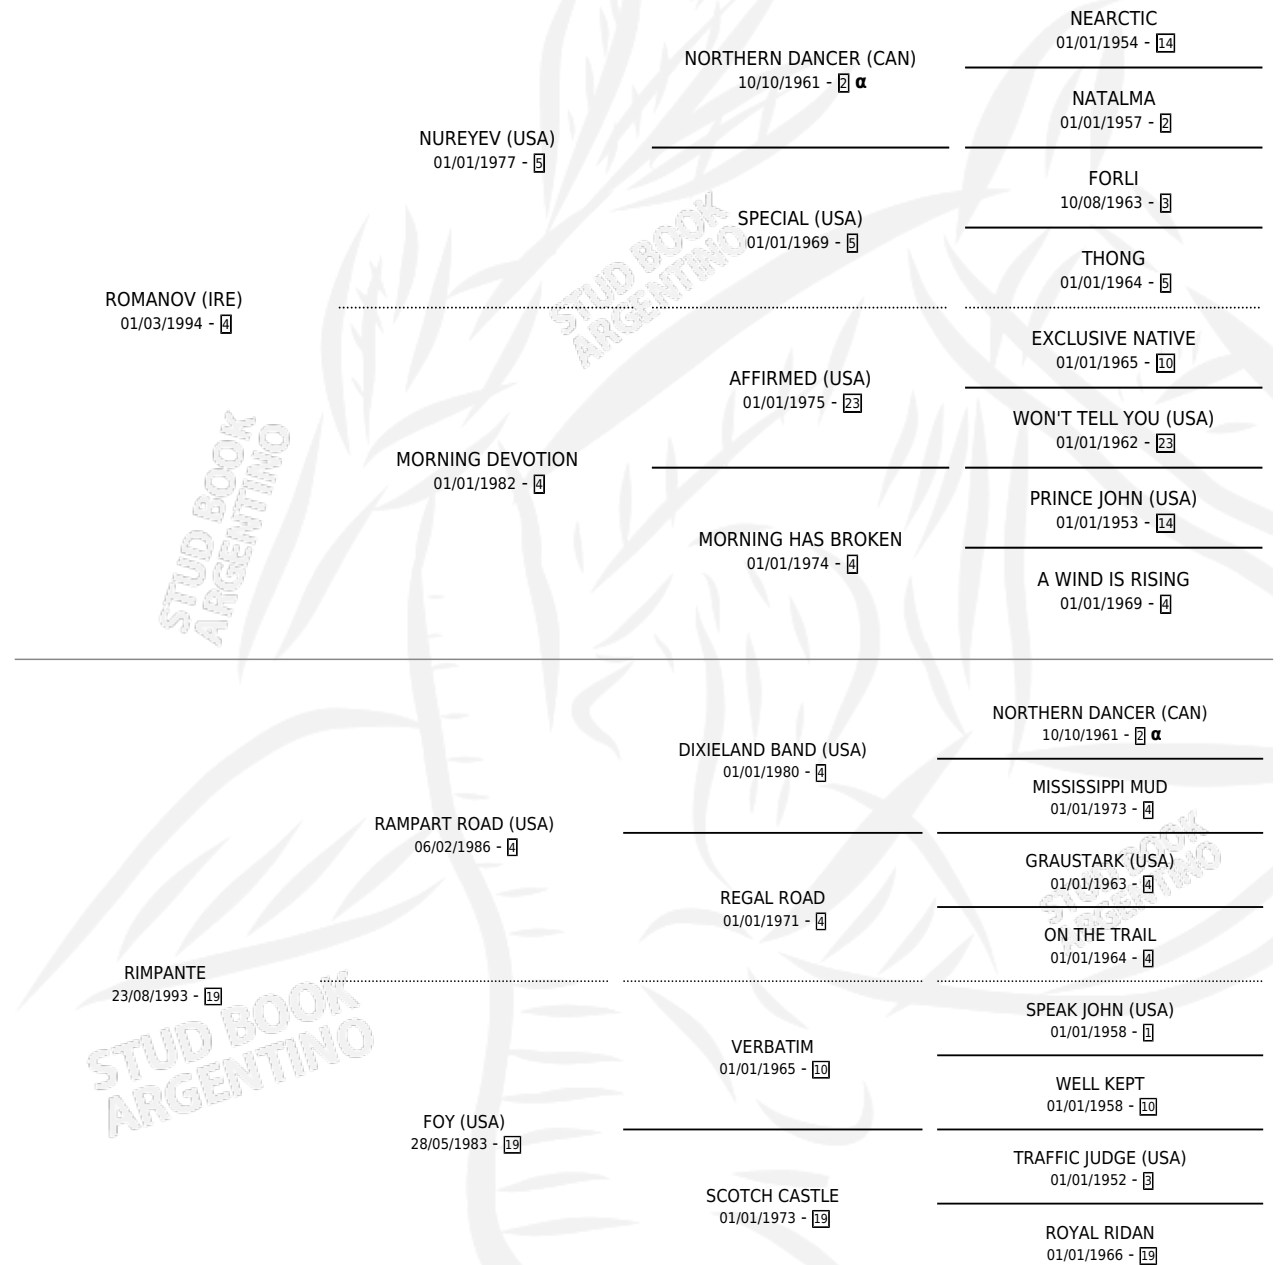 NEARCTIC
01/01/1954 - 14
NORTHERN DANCER (CAN)
10/10/1961 - 2 α
NATALMA
01/01/1957 - 2
NUREYEV (USA)
01/01/1977 - 5
FORLI
10/08/1963 - 3
SPECIAL (USA)
01/01/1969 - 5
THONG
01/01/1964 - 5
ROMANOV (IRE)
01/03/1994 - 4
EXCLUSIVE NATIVE
01/01/1965 - 10
AFFIRMED (USA)
01/01/1975 - 23
WON'T TELL YOU (USA)
01/01/1962 - 23
MORNING DEVOTION
01/01/1982 - 4
PRINCE JOHN (USA)
01/01/1953 - 14
MORNING HAS BROKEN
01/01/1974 - 4
A WIND IS RISING
01/01/1969 - 4
NORTHERN DANCER (CAN)
10/10/1961 - 2 α
DIXIELAND BAND (USA)
01/01/1980 - 4
MISSISSIPPI MUD
01/01/1973 - 4
RAMPART ROAD (USA)
06/02/1986 - 4
GRAUSTARK (USA)
01/01/1963 - 4
REGAL ROAD
01/01/1971 - 4
ON THE TRAIL
01/01/1964 - 4
RIMPANTE
23/08/1993 - 19
SPEAK JOHN (USA)
01/01/1958 - 1
VERBATIM
01/01/1965 - 10
WELL KEPT
01/01/1958 - 10
FOY (USA)
28/05/1983 - 19
TRAFFIC JUDGE (USA)
01/01/1952 - 3
SCOTCH CASTLE
01/01/1973 - 19
ROYAL RIDAN
01/01/1966 - 19
STUD BOOK
ARGENTINO
STUD BOOK
ARGENTINO
STUD BOOK
ARGENTINO
STUD BOOK
ARGENTINO